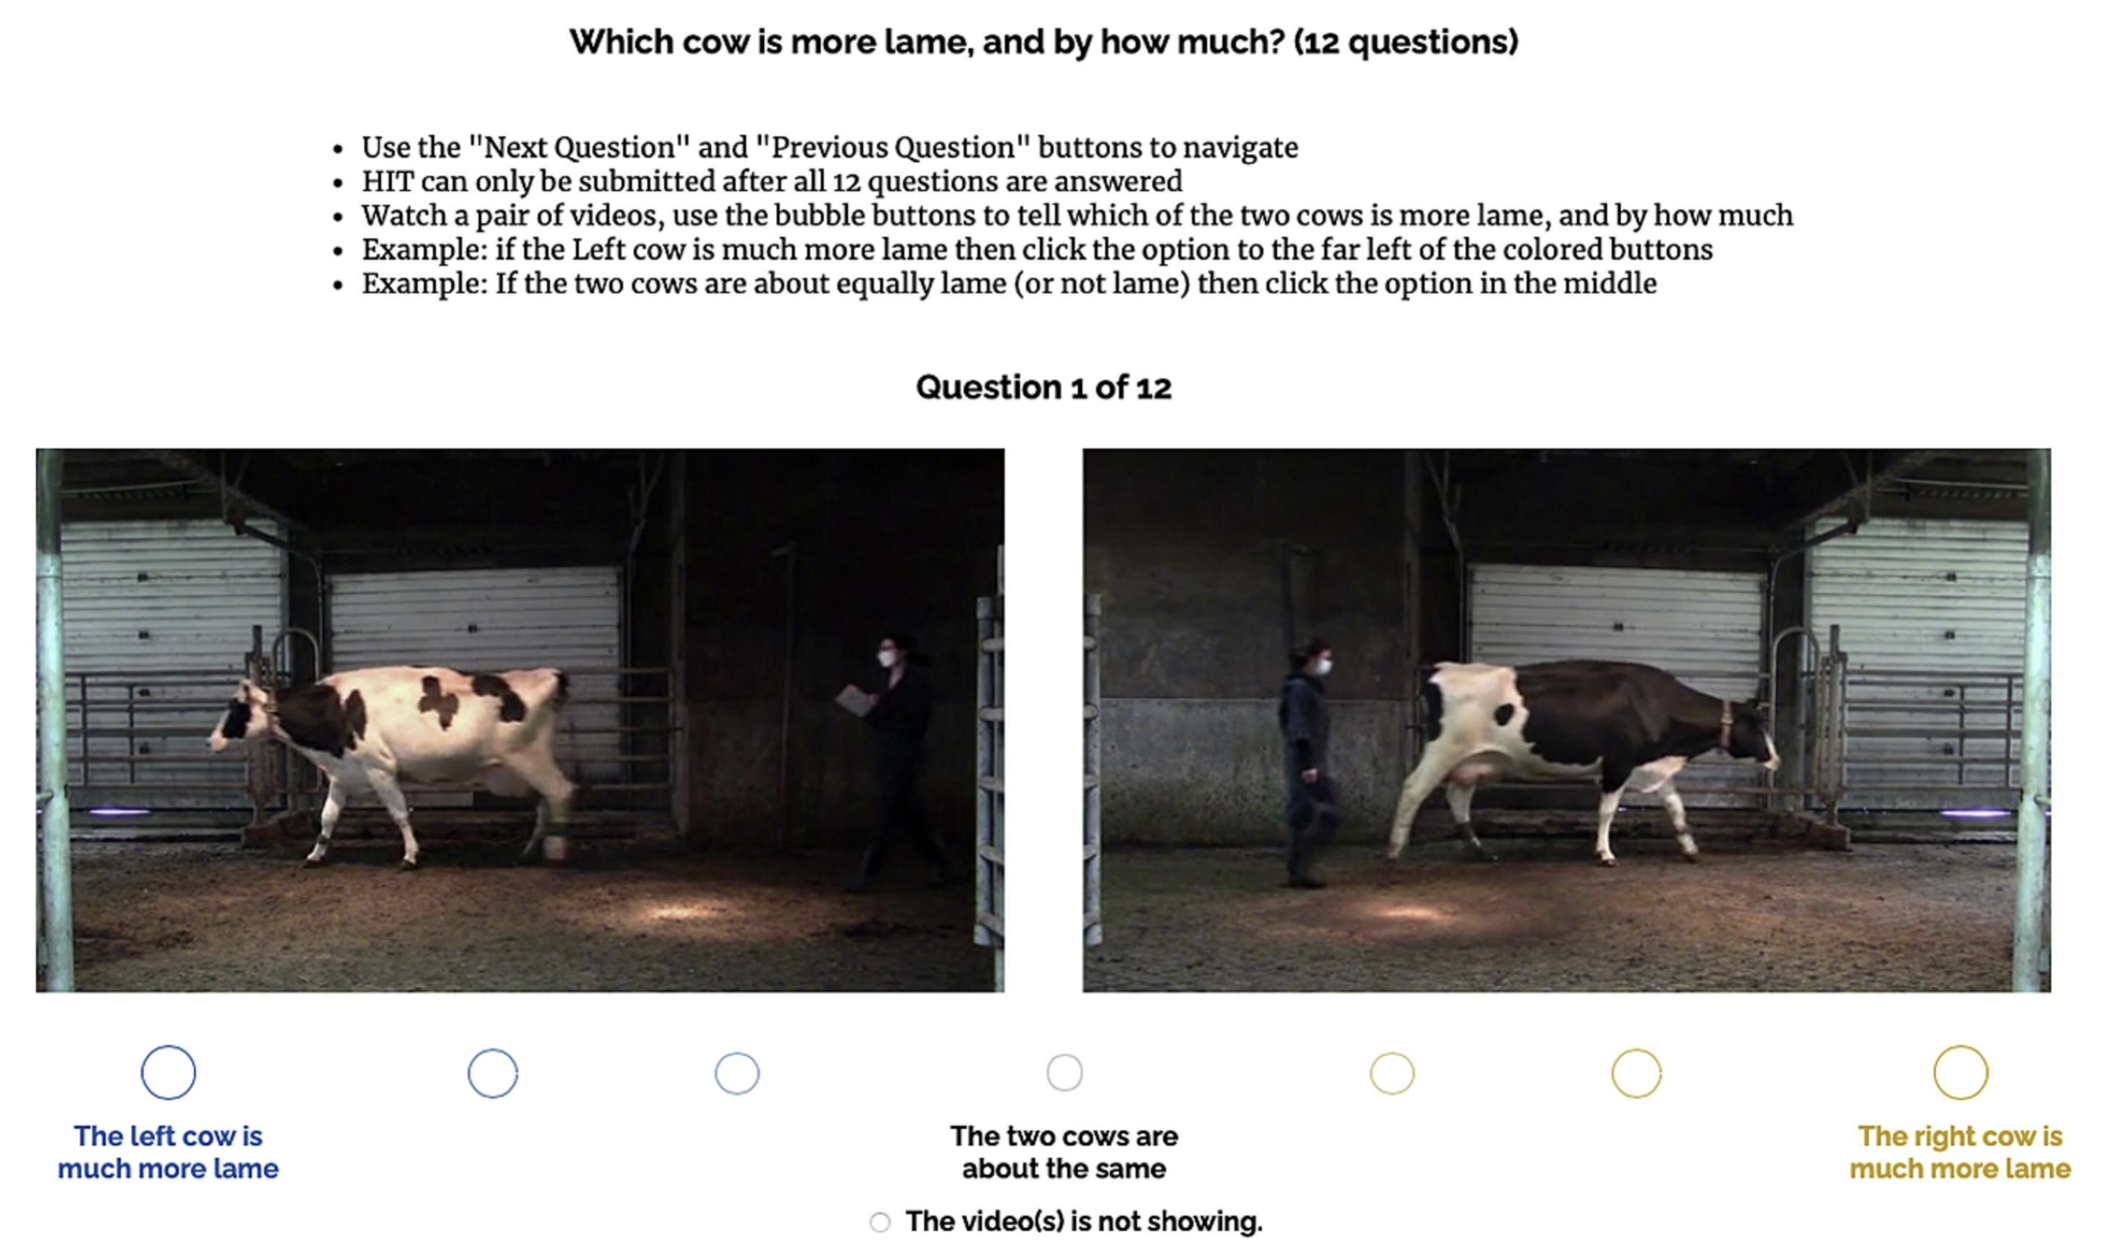 Which cow is more lame, and by how much? (12 questions)
• Use the "Next Question" and "Previous Question" buttons to navigate
• HIT can only be submitted after all 12 questions are answered
• Watch a pair of videos, use the bubble buttons to tell which of the two cows is more lame, and by how much
• Example: if the Left cow is much more lame then click the option to the far left of the colored buttons
• Example: If the two cows are about equally lame (or not lame) then click the option in the middle
Question 1 of 12
The left cow is
much more lame
The two cows are
about the same
The right cow is
much more lame
The video(s) is not showing.